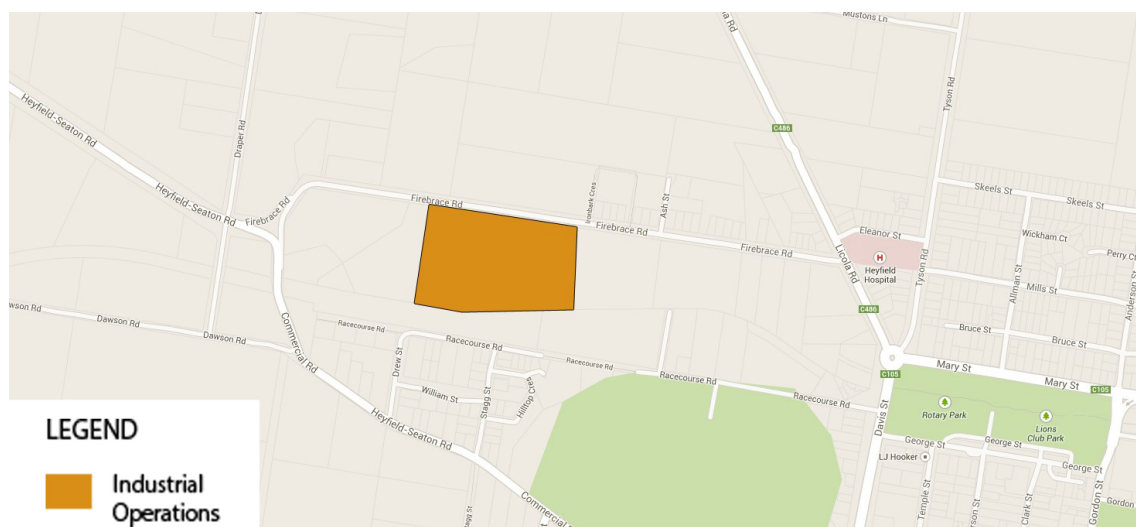 Mustons Ln
Heyfield-Seaton Rd
Draper Rd
C486
Tyson Rd
Skeels St
Skeels St
Heyfield-Seaton Rd
Firebrace Rd
Firebrace Rd
Ironbark Cres
Ash St
Firebrace Rd
Firebrace Rd
Eleanor St
Wickham Ct
Perry Ct
Licola Rd
Tyson Rd
H
Heyfield
Hospital
Allman St
Mills St
Anderson St
C486
Dawson Rd
Dawson Rd
Commercial Rd
Racecourse Rd
Racecourse Rd
Drew St
Racecourse Rd
Racecourse Rd
Bruce St
Bruce St
Mary St
Mary St
C105
C105
William St
Stagg St
Hilltop Cres
Heyfield-Seaton Rd
Davis St
Rotary Park
Lions
Club Park
George St
George St
George St
LJ Hooker
Temple St
Clark St
Gordon St
Gordon
Stagg St
Commercial
LEGEND
Industrial
Operations